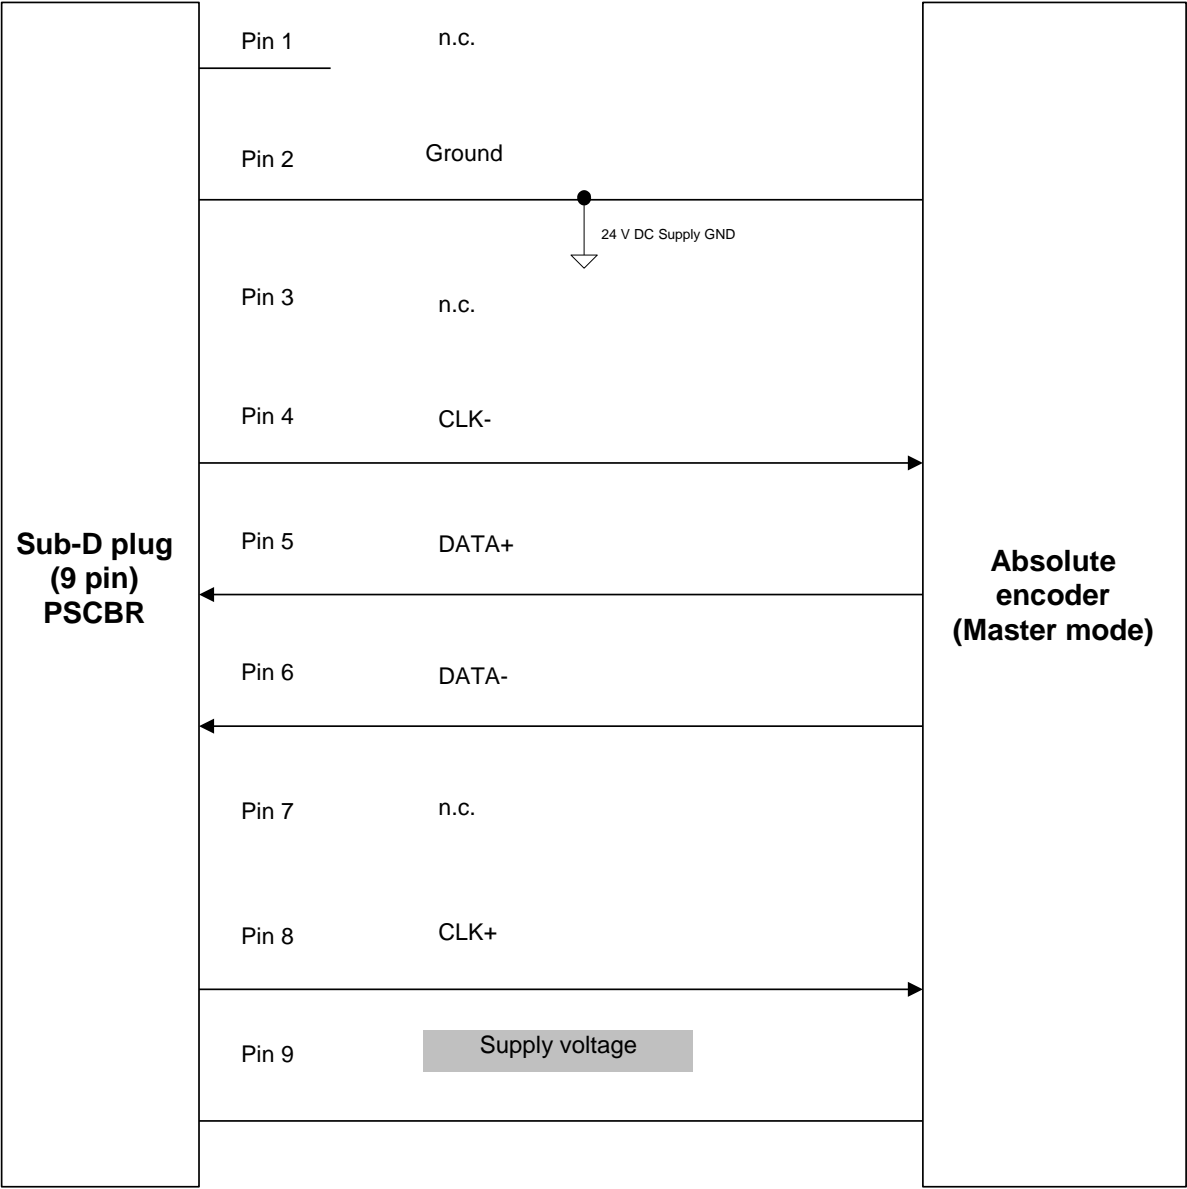 Pin 1
n.c.
Pin 2
Ground
24 V DC Supply GND
Pin 3
n.c.
Pin 4
CLK-
Pin 5
DATA+
Sub-D plug
(9 pin)
PSCBR
Absolute
encoder
(Master mode)
Pin 6
DATA-
Pin 7
n.c.
Pin 8
CLK+
Pin 9
Supply voltage